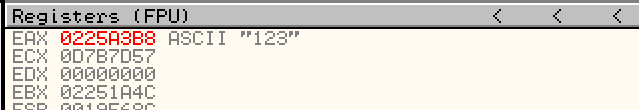 Registers (FPU) < < <
EAX 0225A3B8 ASCII "123"
ECX 0D7B7D57
EDX 00000000
EBX 02251A4C